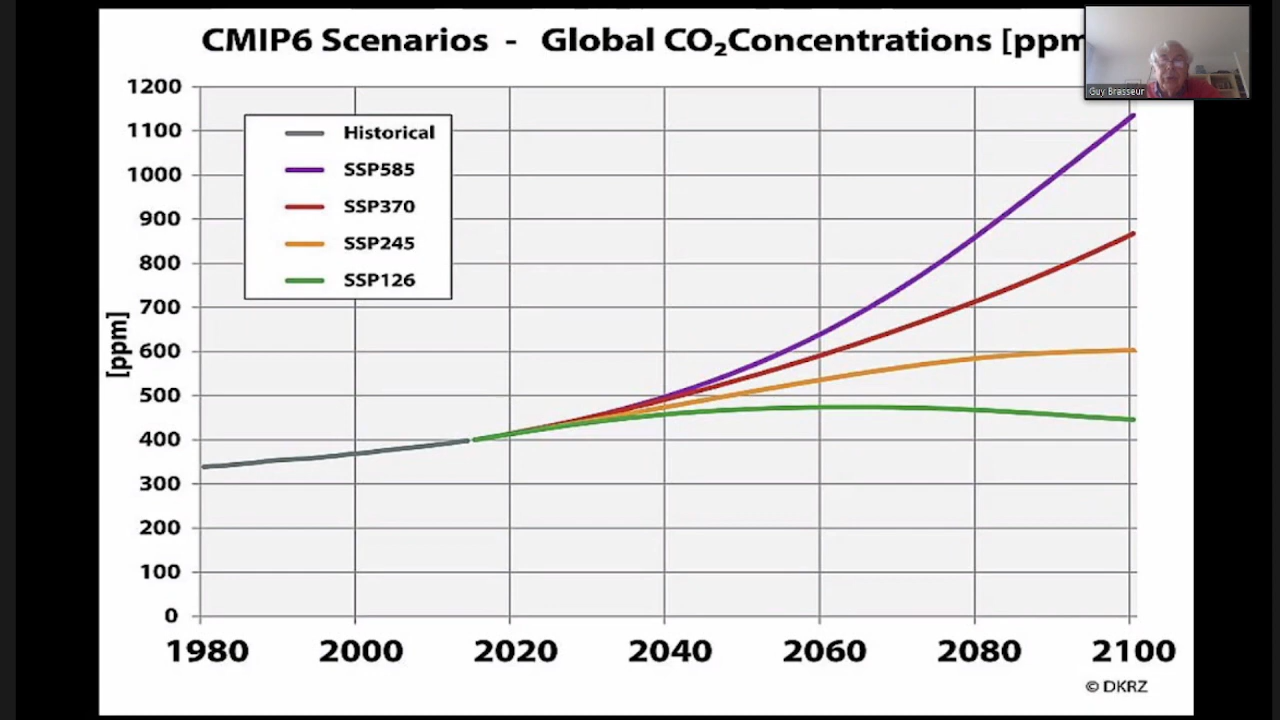 CMIP6 Scenarios - Global CO₂Concentrations [ppm
Guy Brasseur
1200
1100
1000
900
800
700
600
500
400
300
200
100
0
[ppm]
Historical
SSP585
SSP370
SSP245
SSP126
1980 2000 2020 2040 2060 2080 2100
© DKRZ